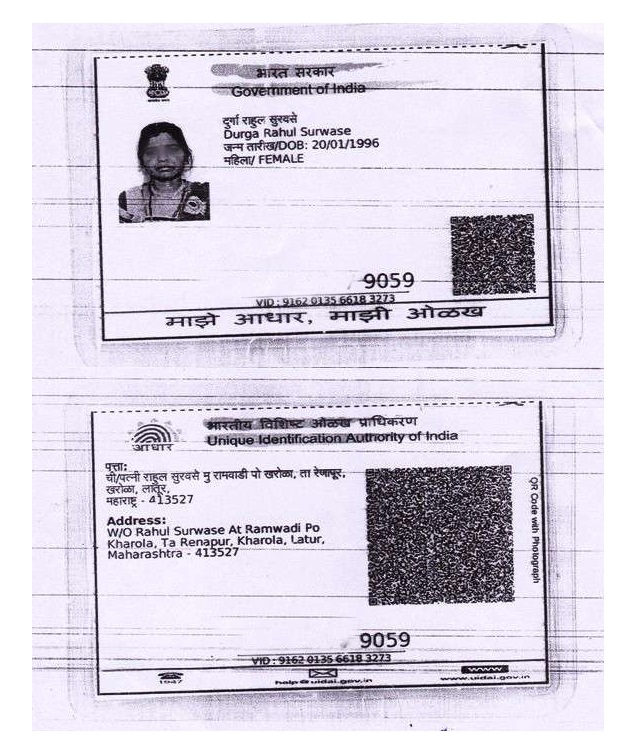 भारत सरकार
Government of India
दुर्गा राहुल सुरवसे
Durga Rahul Surwase
जन्म तारीख/DOB: 20/01/1996
महिला/ FEMALE
9059
VID : 9162 0135 6618 3273
माझे आधार, माझी ओळख
भारतीय विशिष्ट ओळख प्राधिकरण
Unique Identification Authority of India
आधार
पत्ता:
पत्नी राहुल सुरवसे मु रामवाडी पो खरोळा, ता रेणापूर,
खरोळा, लातूर,
महाराष्ट्र - 413527
Address:
W/O Rahul Surwase At Ramwadi Po
Kharola, Ta Renapur, Kharola, Latur,
Maharashtra - 413527
QR Code with Photograph
9059
VID : 9162 0135 6618 3273
1947
help@uidai.gov.in
www
www.uidai.gov.in